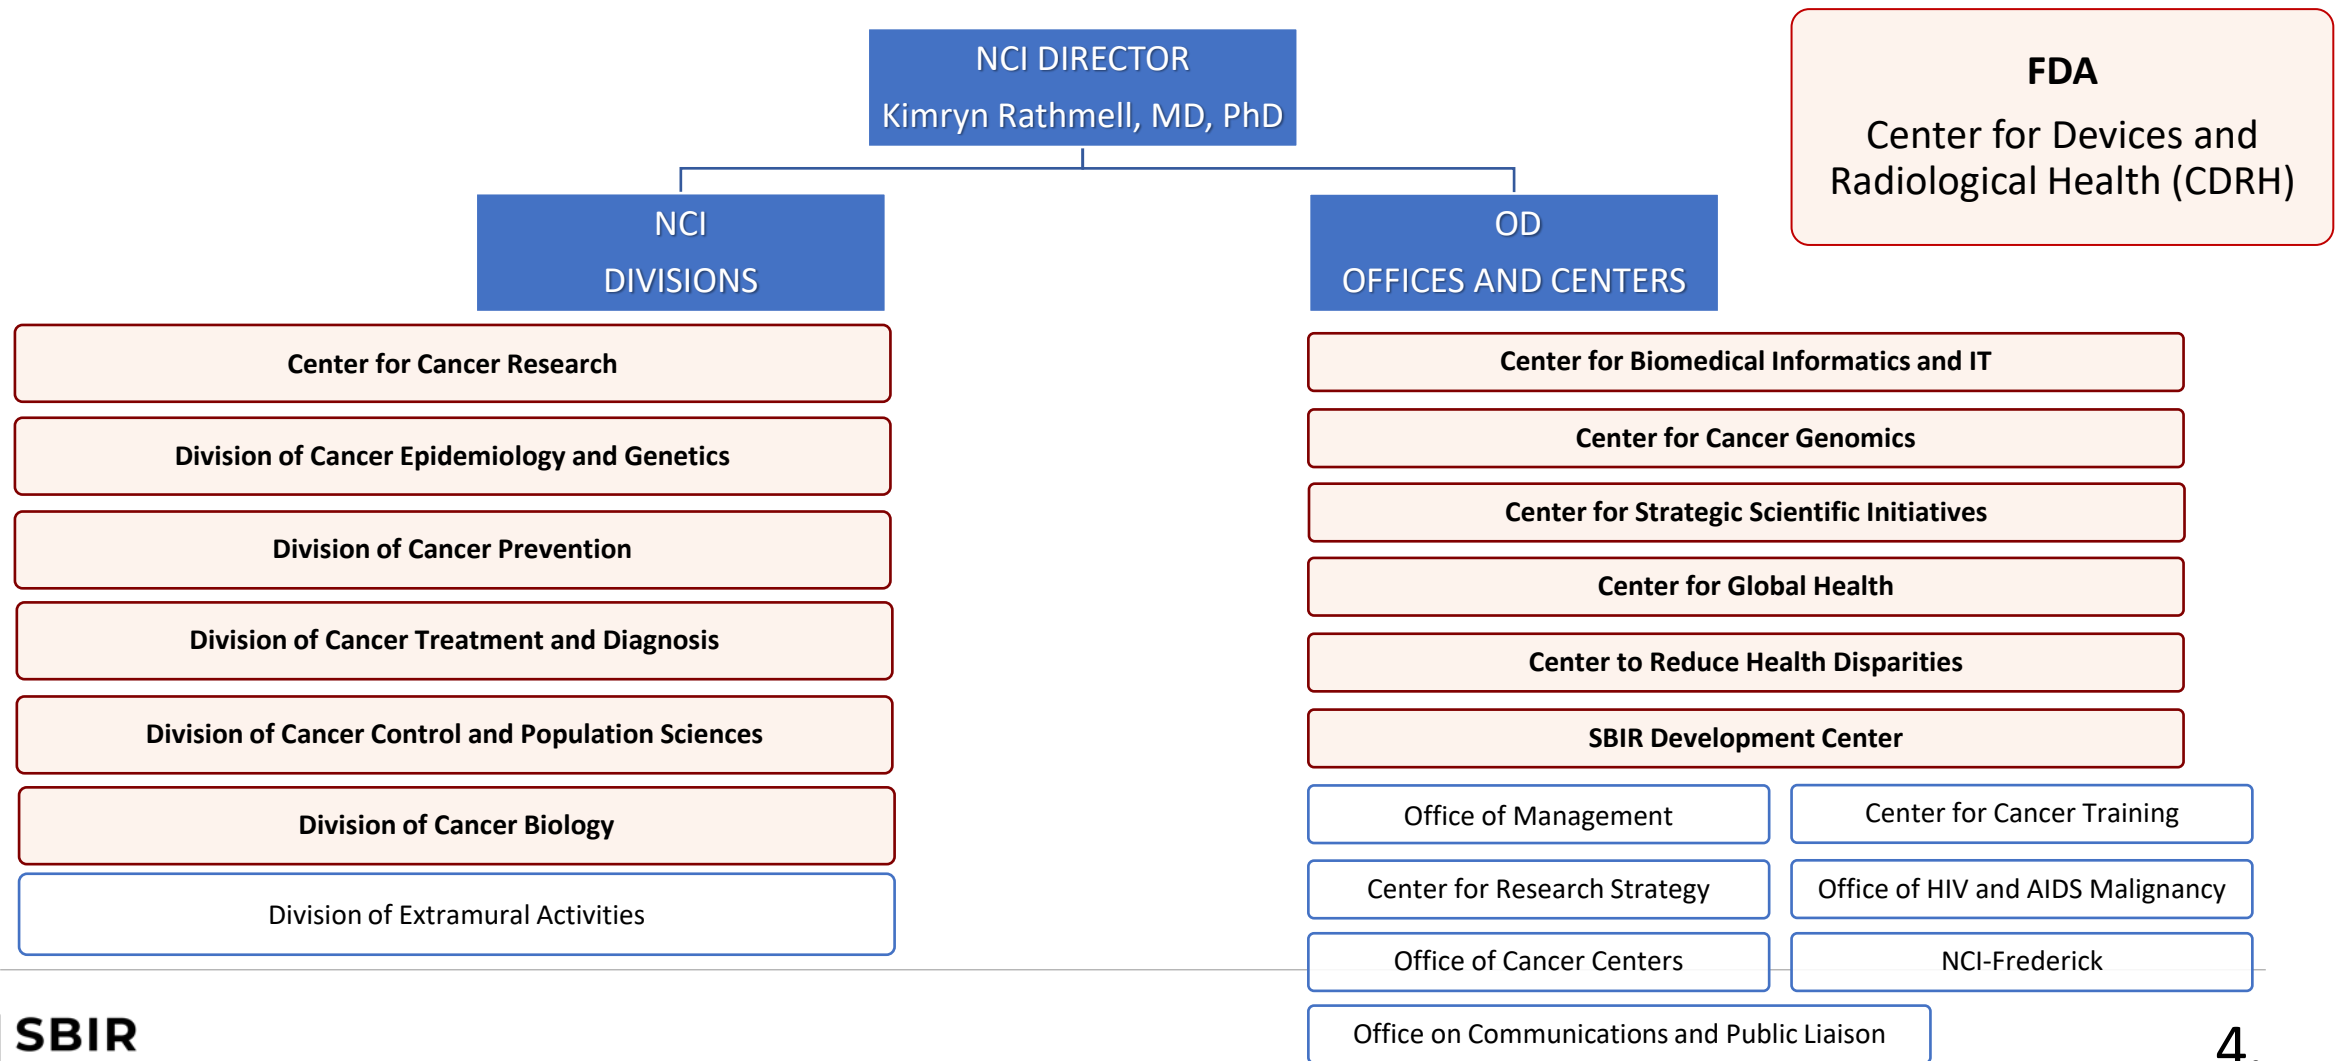 NCI DIRECTOR
Kimryn Rathmell, MD, PhD
FDA
Center for Devices and
Radiological Health (CDRH)
NCI
DIVISIONS
OD
OFFICES AND CENTERS
Center for Cancer Research
Division of Cancer Epidemiology and Genetics
Division of Cancer Prevention
Division of Cancer Treatment and Diagnosis
Division of Cancer Control and Population Sciences
Division of Cancer Biology
Division of Extramural Activities
Center for Biomedical Informatics and IT
Center for Cancer Genomics
Center for Strategic Scientific Initiatives
Center for Global Health
Center to Reduce Health Disparities
SBIR Development Center
Office of Management
Center for Cancer Training
Center for Research Strategy
Office of HIV and AIDS Malignancy
Office of Cancer Centers
NCI-Frederick
Office on Communications and Public Liaison
SBIR
4.